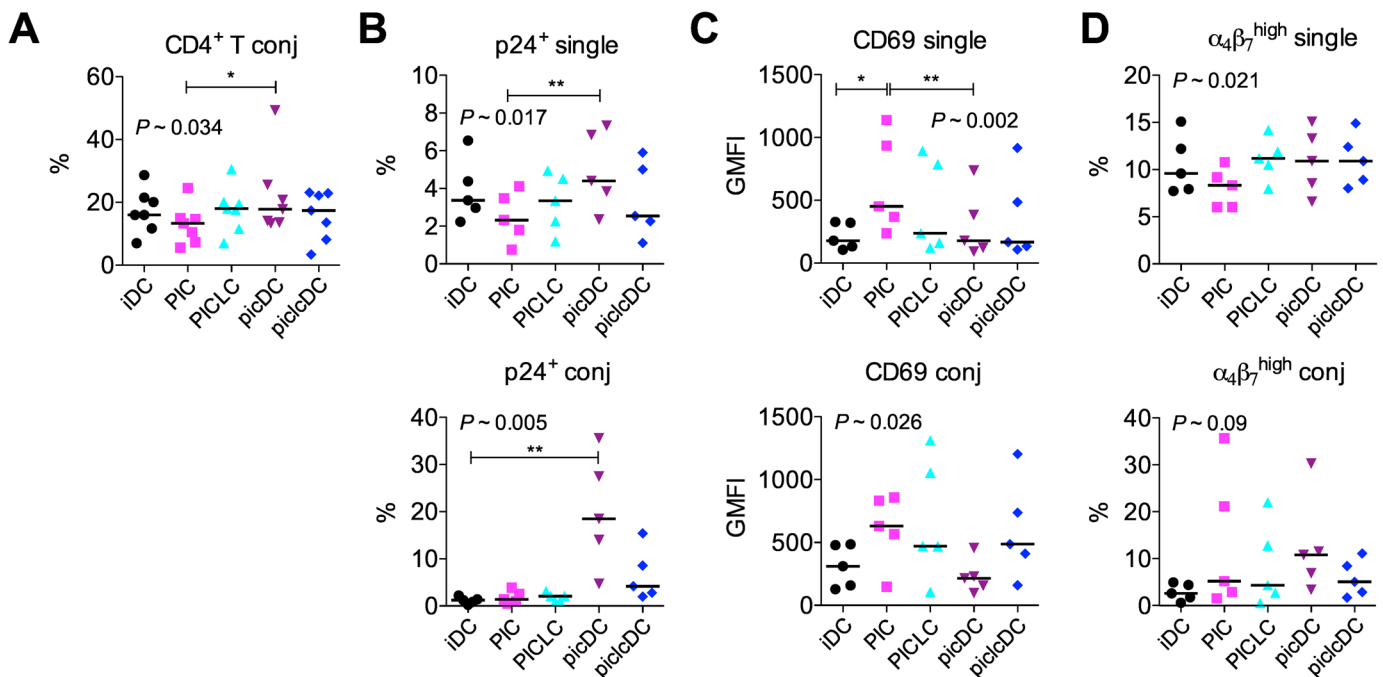 A
CD4⁺ T conj
60
40
20
0
%
P ~ 0.034
*
iDC
PIC
PICLC
picDC
piclcDC
B
p24⁺ single
10
8
6
4
2
0
%
P ~ 0.017
**
iDC
PIC
PICLC
picDC
piclcDC
p24⁺ conj
40
30
20
10
0
%
P ~ 0.005
**
iDC
PIC
PICLC
picDC
piclcDC
C
CD69 single
1500
1000
500
0
GMFI
*
**
P ~ 0.002
iDC
PIC
PICLC
picDC
piclcDC
CD69 conj
1500
1000
500
0
GMFI
P ~ 0.026
iDC
PIC
PICLC
picDC
piclcDC
D
α₄β₇ʰⁱᵍʰ single
20
15
10
5
0
%
P ~ 0.021
iDC
PIC
PICLC
picDC
piclcDC
α₄β₇ʰⁱᵍʰ conj
40
30
20
10
0
%
P ~ 0.09
iDC
PIC
PICLC
picDC
piclcDC